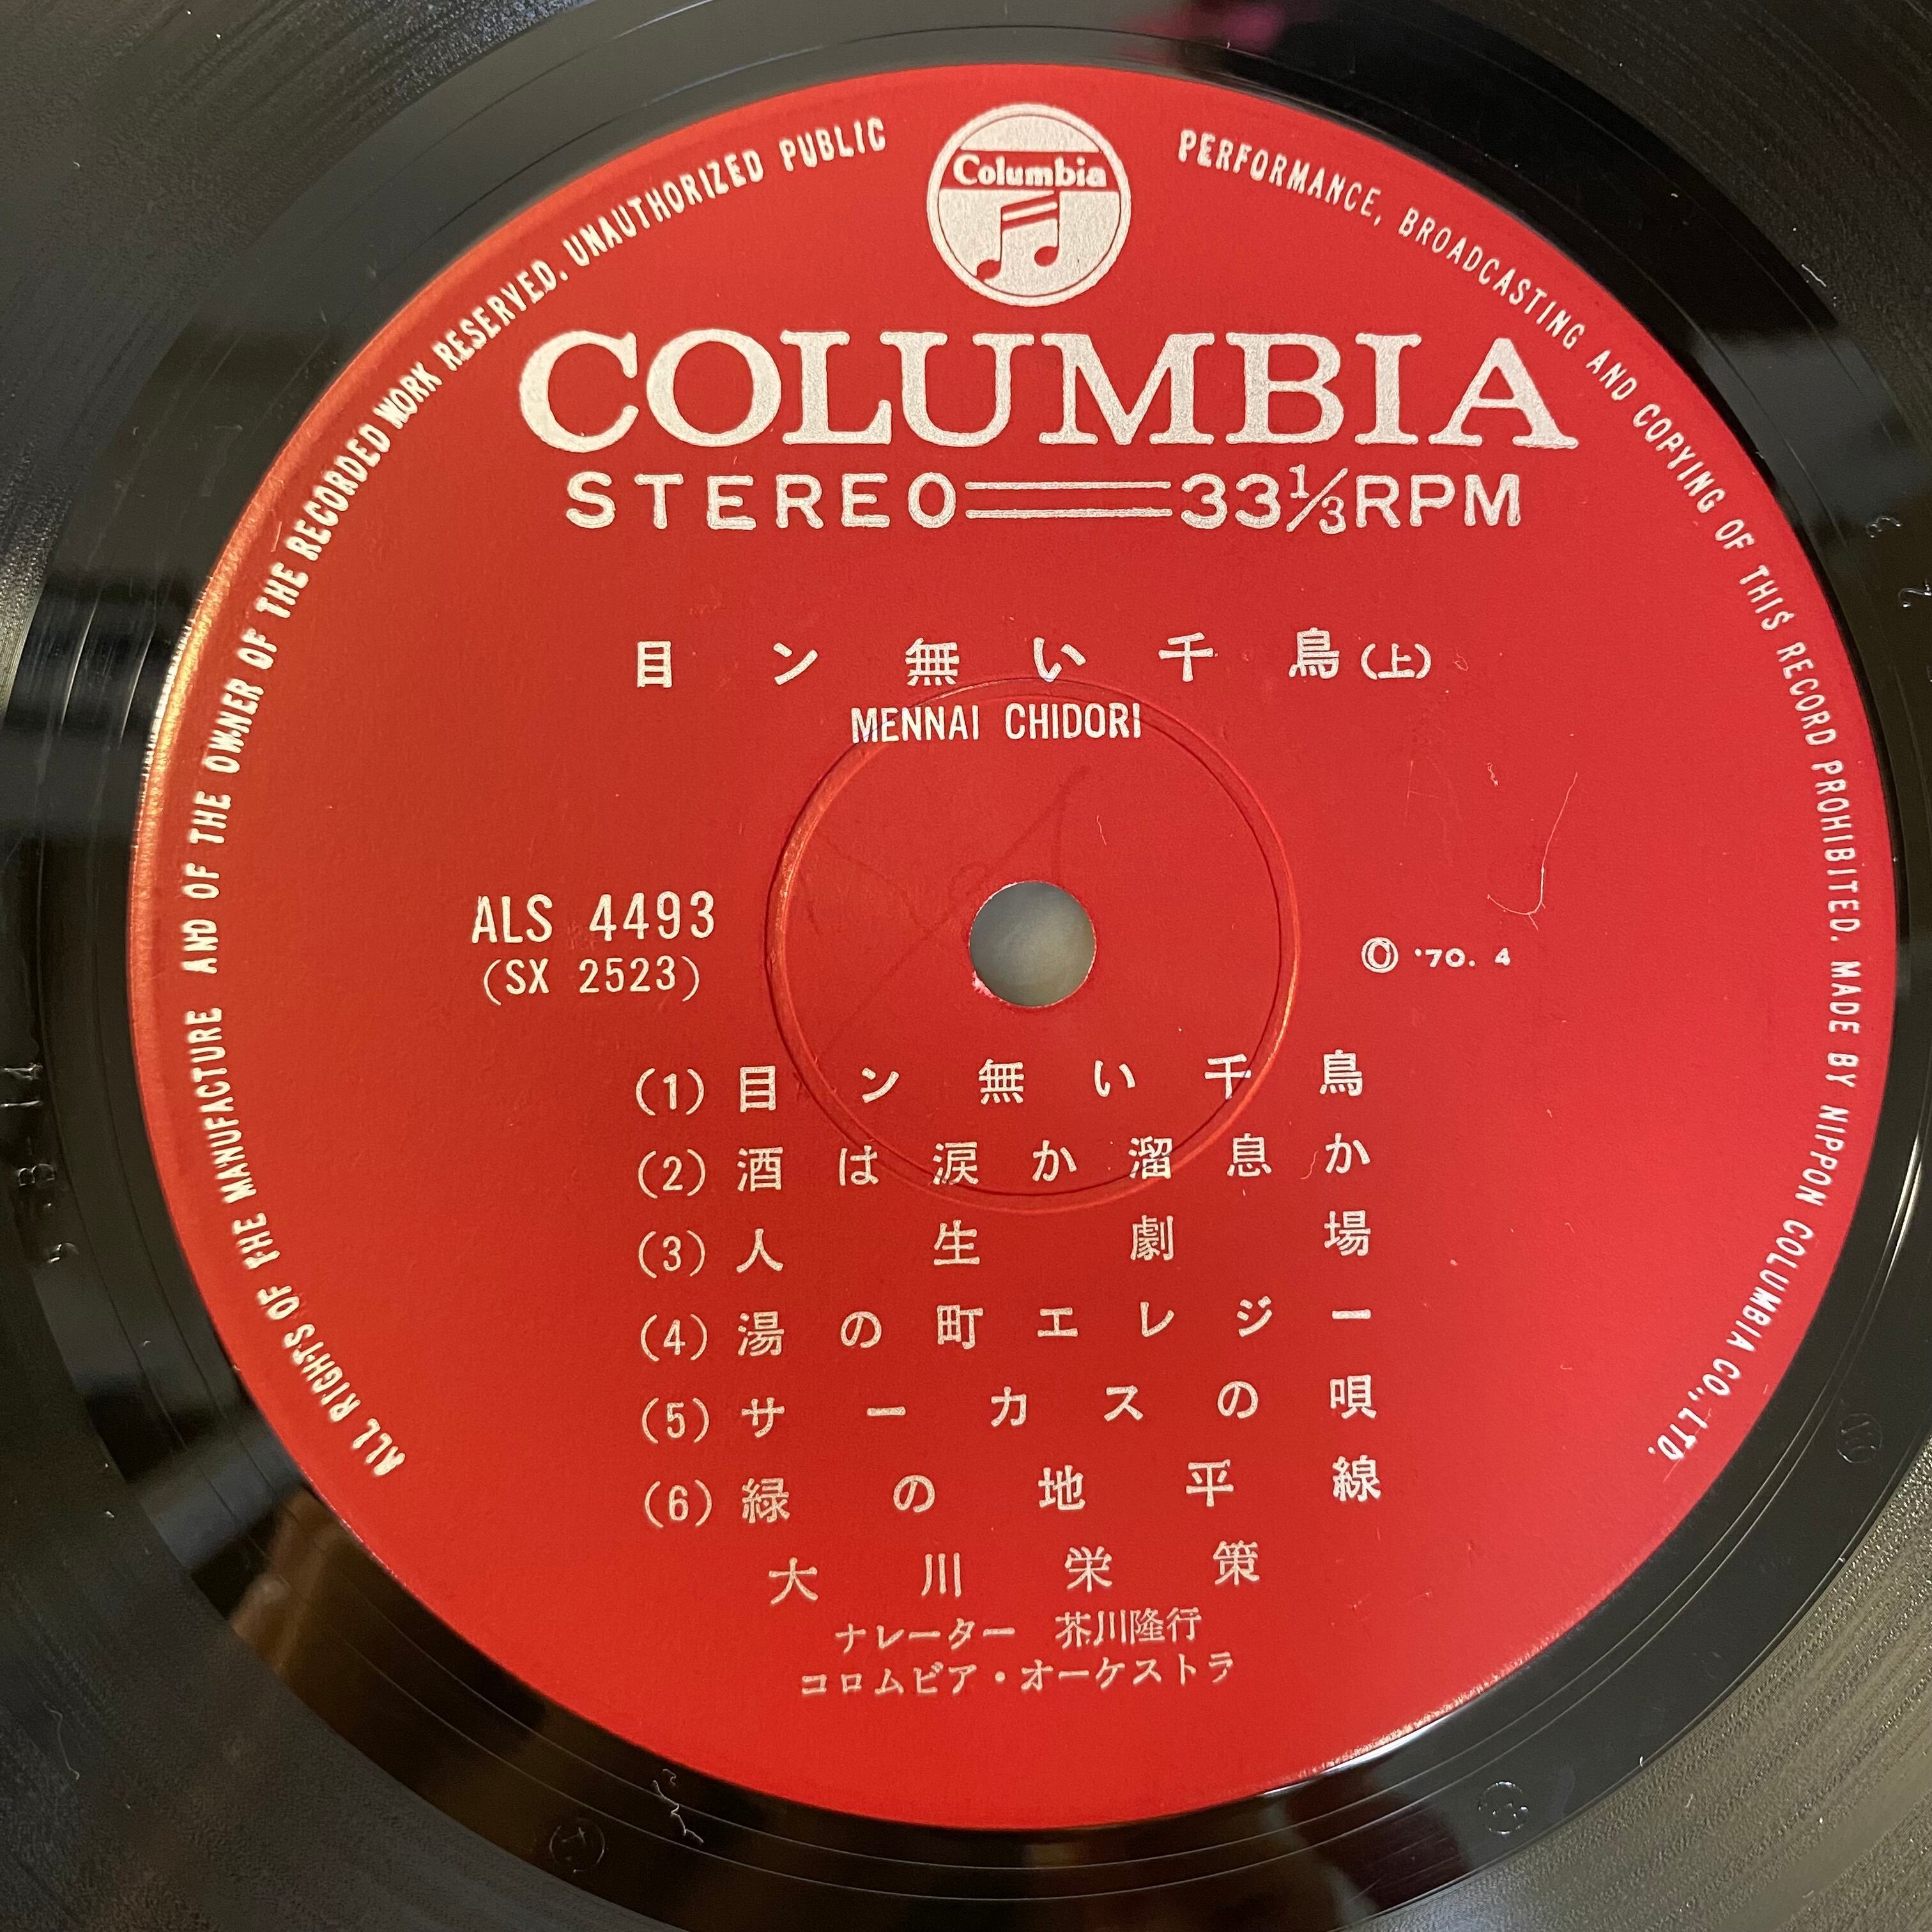 ALL RIGHTS OF THE MANUFACTURE AND OF THE OWNER OF THE RECORDED WORK RESERVED. UNAUTHORIZED PUBLIC PERFORMANCE, BROADCASTING AND COPYING OF THIS RECORD PROHIBITED. MADE BY NIPPON COLUMBIA CO., LTD.
Columbia
COLUMBIA
STEREO 33⅓RPM
目ン無い千鳥(上)
MENNAI CHIDORI
ALS 4493
(SX 2523)
© '70. 4
(1) 目ン無い千鳥
(2) 酒は涙か溜息か
(3) 人生劇場
(4) 湯の町エレジー
(5) サーカスの唄
(6) 緑の地平線
大川栄策
ナレーター 芥川隆行
コロムビア・オーケストラ